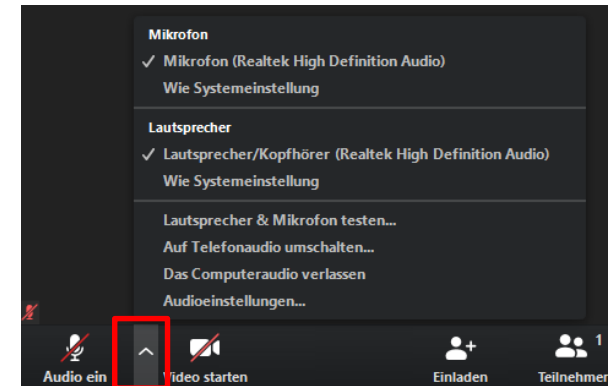 Mikrofon
✓ Mikrofon (Realtek High Definition Audio)
Wie Systemeinstellung
Lautsprecher
✓ Lautsprecher/Kopfhörer (Realtek High Definition Audio)
Wie Systemeinstellung
Lautsprecher & Mikrofon testen...
Auf Telefonaudio umschalten...
Das Computeraudio verlassen
Audioeinstellungen...
1
Audio ein
Video starten
Einladen
Teilnehmer